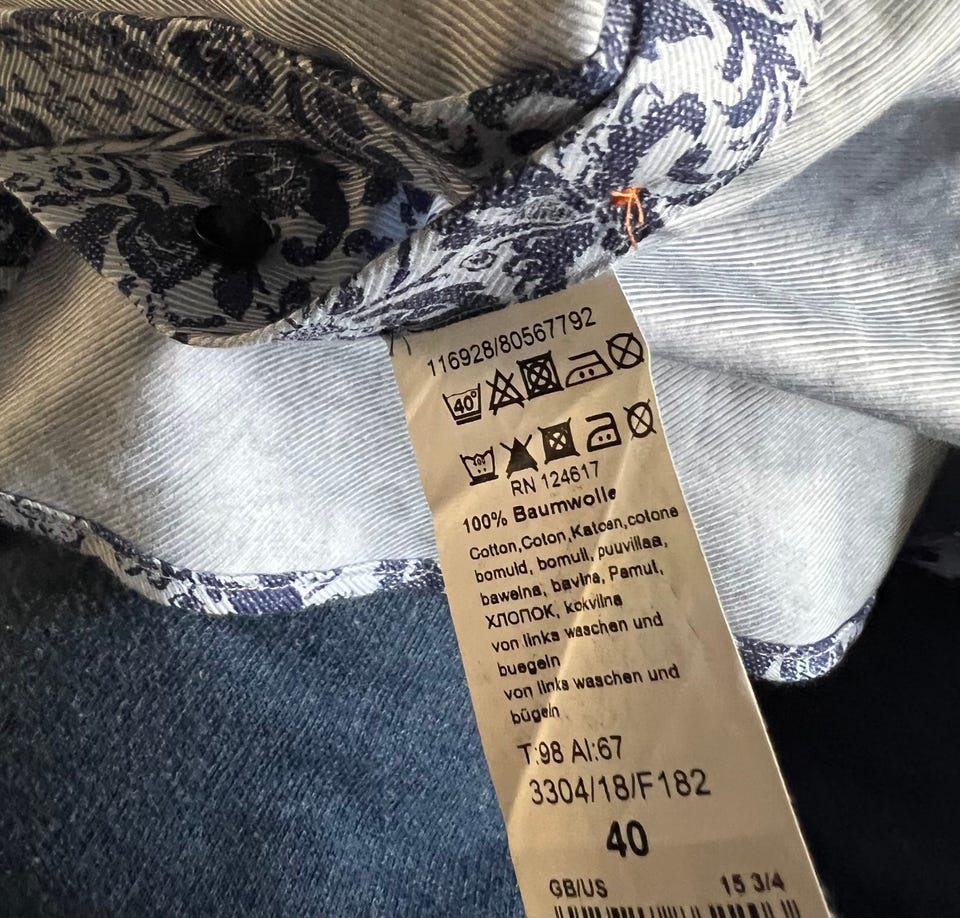 116928/80567792
40°
RN 124617
100% Baumwolle
Cotton,Coton,Katoen,cotone
bomuld, bomull, puuvillaa,
bawelna, bavlna, Pamut,
ХЛОПОК, kokvilna
von links waschen und
buegeln
von links waschen und
bügeln
T:98 Al:67
3304/18/F182
40
GB/US 15 3/4